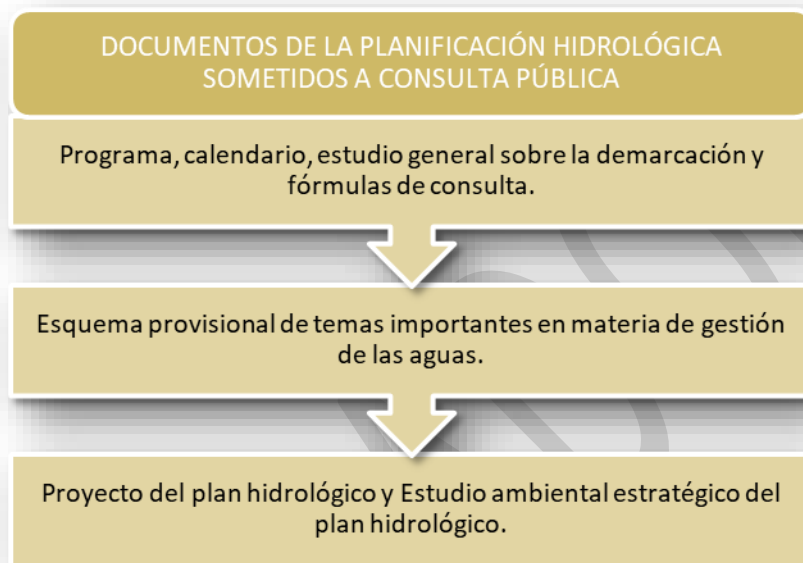 DOCUMENTOS DE LA PLANIFICACIÓN HIDROLÓGICA
SOMETIDOS A CONSULTA PÚBLICA
Programa, calendario, estudio general sobre la demarcación y
fórmulas de consulta.
Esquema provisional de temas importantes en materia de gestión
de las aguas.
Proyecto del plan hidrológico y Estudio ambiental estratégico del
plan hidrológico.